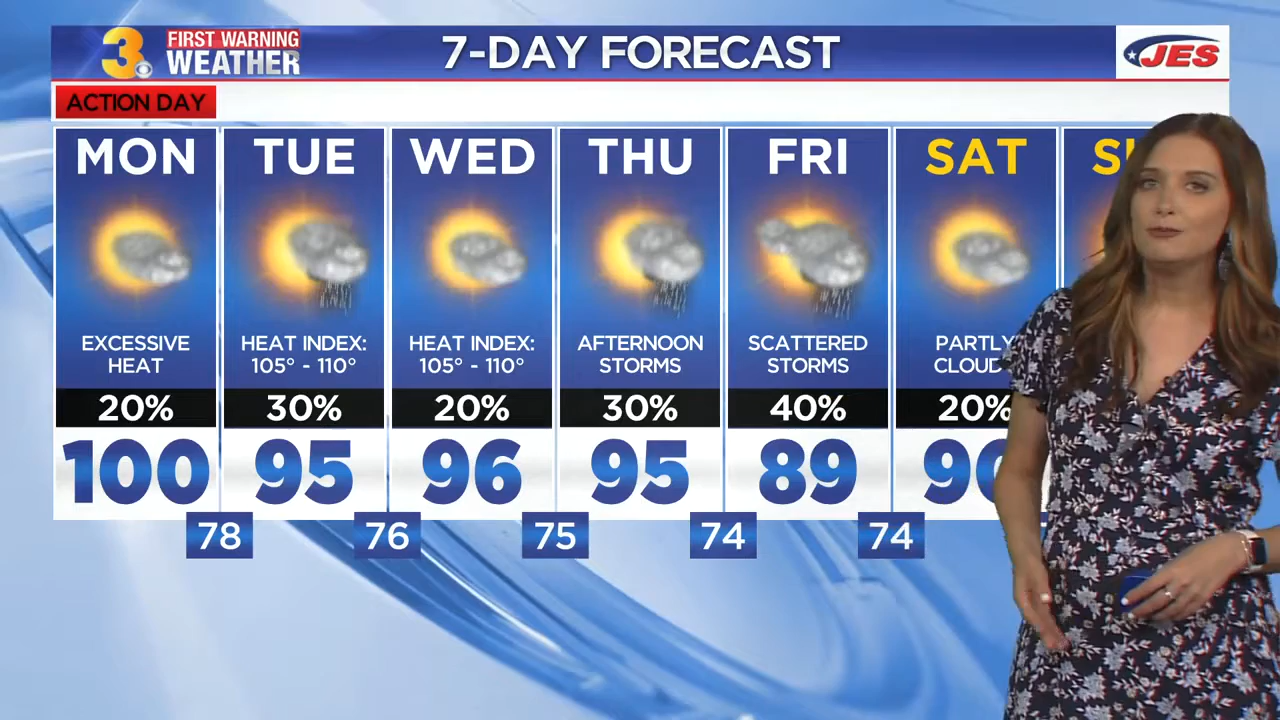 3 FIRST WARNING
WEATHER
7-DAY FORECAST
JES
ACTION DAY
MON
TUE
WED
THU
FRI
SAT
EXCESSIVE
HEAT
HEAT INDEX:
105° - 110°
HEAT INDEX:
105° - 110°
AFTERNOON
STORMS
SCATTERED
STORMS
PARTLY
20%
30%
20%
30%
40%
20%
100
95
96
95
89
90
78
76
75
74
74